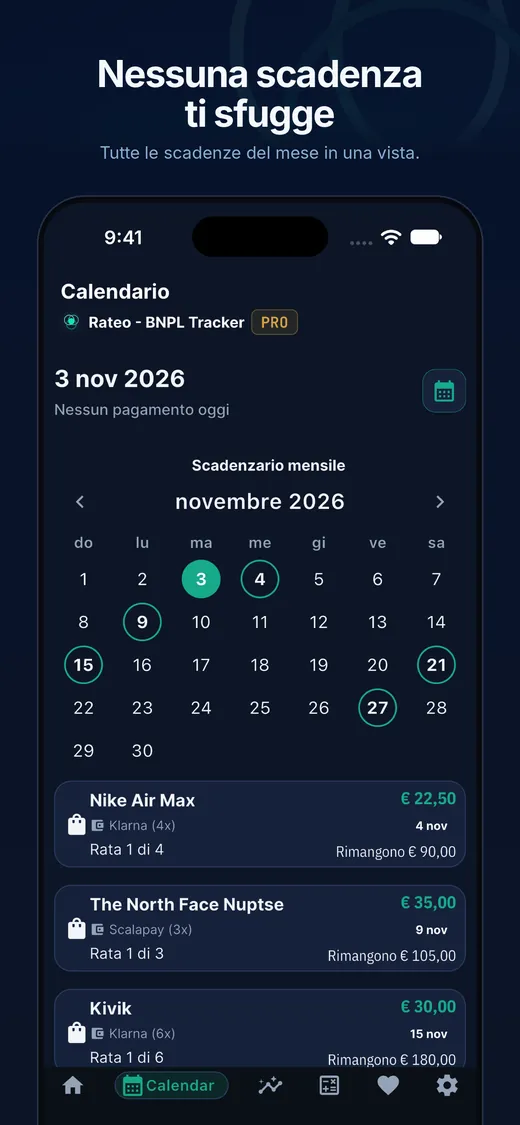 Nessuna scadenza
ti sfugge
Tutte le scadenze del mese in una vista.
9:41
Calendario
Rateo - BNPL Tracker PRO
3 nov 2026
Nessun pagamento oggi
Scadenzario mensile
novembre 2026
do lu ma me gi ve sa
1 2 3 4 5 6 7
8 9 10 11 12 13 14
15 16 17 18 19 20 21
22 23 24 25 26 27 28
29 30
Nike Air Max € 22,50
Klarna (4x) 4 nov
Rata 1 di 4 Rimangono € 90,00
The North Face Nuptse € 35,00
Scalapay (3x) 9 nov
Rata 1 di 3 Rimangono € 105,00
Kivik € 30,00
Klarna (6x) 15 nov
Rata 1 di 6 Rimangono € 180,00
Calendar